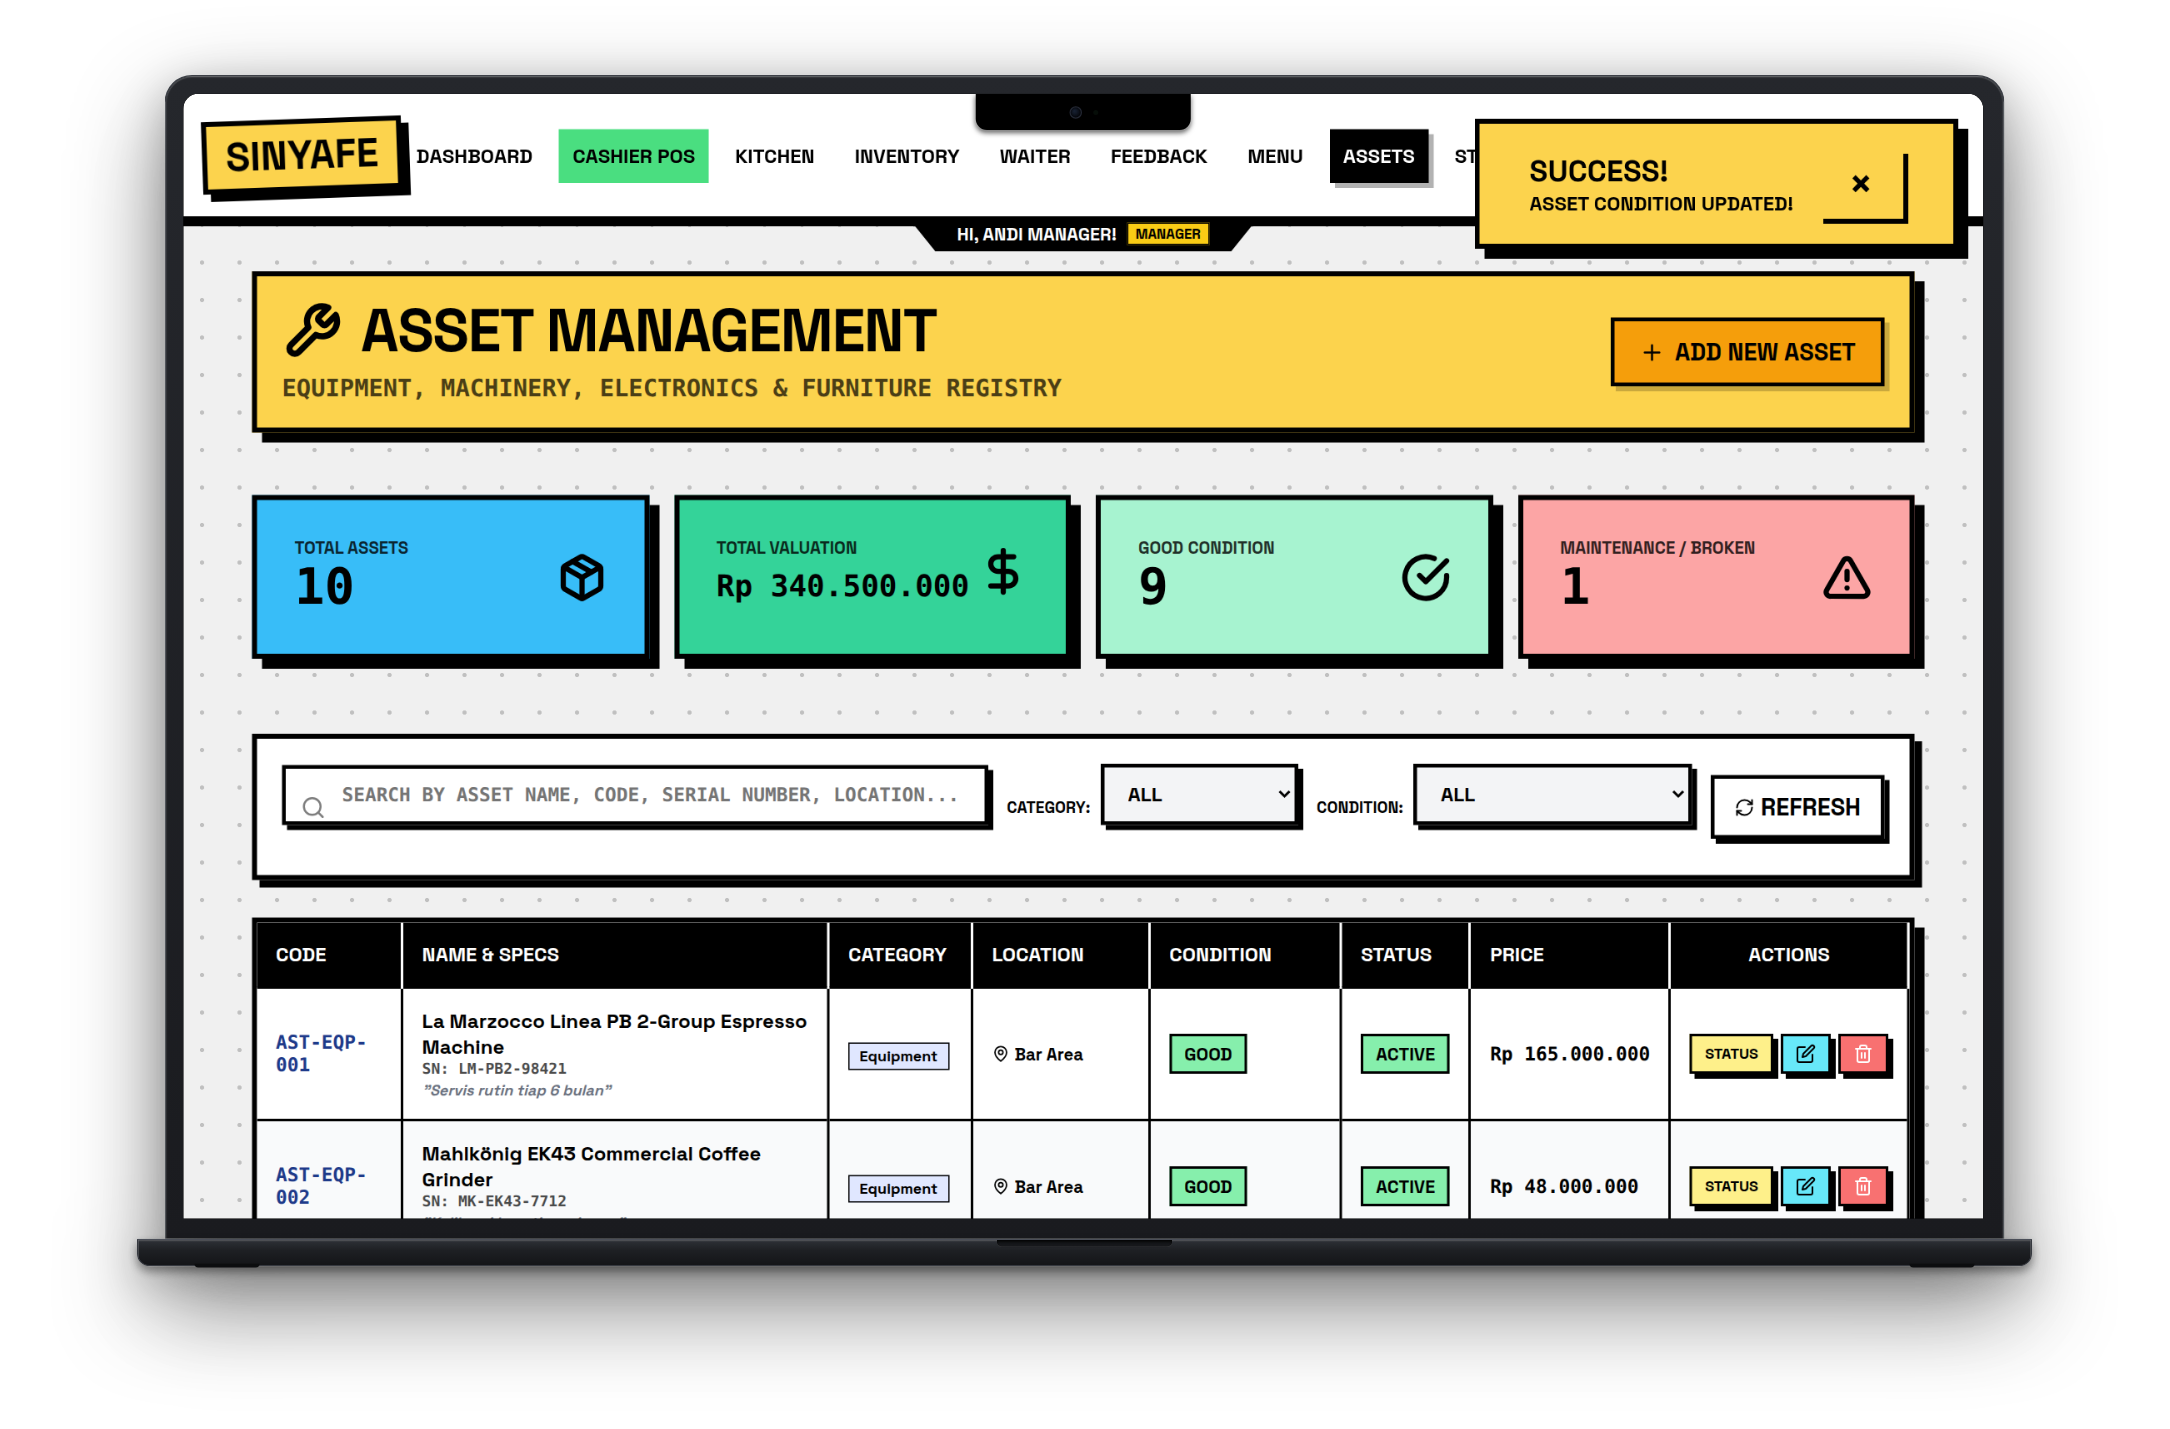 SINYAFE
DASHBOARD
CASHIER POS
KITCHEN
INVENTORY
WAITER
FEEDBACK
MENU
ASSETS
ST
SUCCESS!
ASSET CONDITION UPDATED!
×
HI, ANDI MANAGER! MANAGER
ASSET MANAGEMENT
EQUIPMENT, MACHINERY, ELECTRONICS & FURNITURE REGISTRY
+ ADD NEW ASSET
TOTAL ASSETS
10
TOTAL VALUATION
Rp 340.500.000
GOOD CONDITION
9
MAINTENANCE / BROKEN
1
SEARCH BY ASSET NAME, CODE, SERIAL NUMBER, LOCATION...
CATEGORY:
ALL
CONDITION:
ALL
REFRESH
CODE
NAME & SPECS
CATEGORY
LOCATION
CONDITION
STATUS
PRICE
ACTIONS
AST-EQP-
001
La Marzocco Linea PB 2-Group Espresso
Machine
SN: LM-PB2-98421
"Servis rutin tiap 6 bulan"
Equipment
Bar Area
GOOD
ACTIVE
Rp 165.000.000
STATUS
AST-EQP-
002
Mahlkönig EK43 Commercial Coffee
Grinder
SN: MK-EK43-7712
Equipment
Bar Area
GOOD
ACTIVE
Rp 48.000.000
STATUS